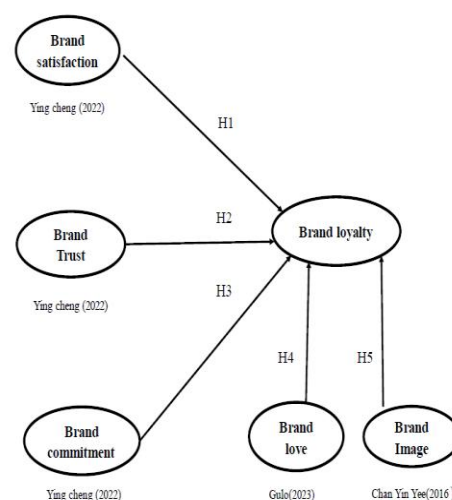 Brand
satisfaction
Ying cheng (2022)
H1
Brand
Trust
H2
Brand loyalty
Ying cheng (2022)
H3
H4
H5
Brand
commitment
Brand
love
Brand
Image
Ying cheng (2022)
Gulo(2023)
Chan Yin Yee(2016